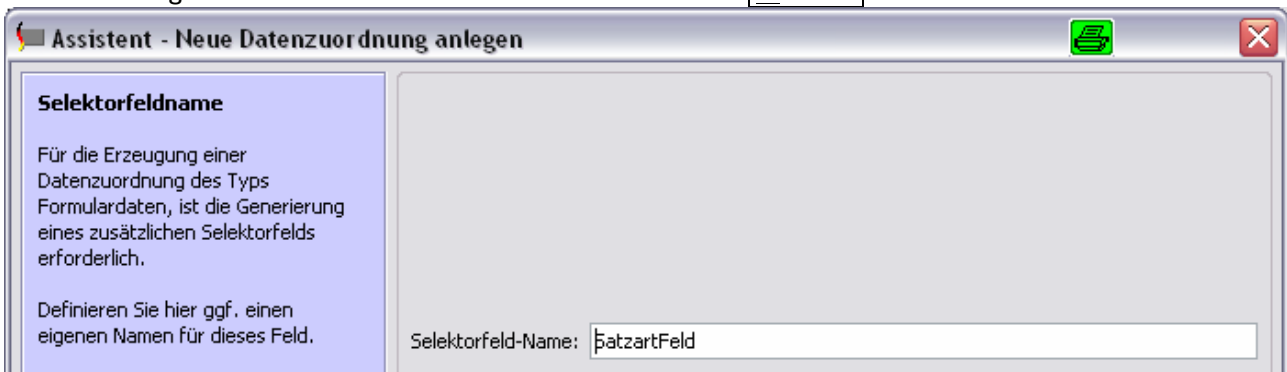 Assistent - Neue Datenzuordnung anlegen
Selektorfeldname
Für die Erzeugung einer
Datenzuordnung des Typs
Formulardaten, ist die Generierung
eines zusätzlichen Selektorfelds
erforderlich.
Definieren Sie hier ggf. einen
eigenen Namen für dieses Feld.
Selektorfeld-Name: SatzartFeld